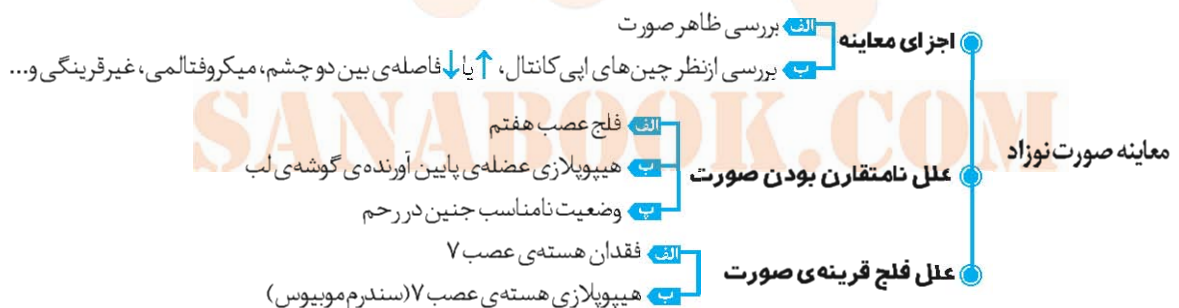 معاینه صورت نوزاد
اجزای معاینه
الف بررسی ظاهر صورت
ب بررسی ازنظر چین‌های اپی‌کانتال، ↑ یا ↓ فاصله‌ی بین دو چشم، میکروفتالمی، غیرقرینگی و...
SANABOOK.COM
علل نامتقارن بودن صورت
الف فلج عصب هفتم
ب هیپوپلازی عضله‌ی پایین آورنده‌ی گوشه‌ی لب
پ وضعیت نامناسب جنین در رحم
علل فلج قرینه‌ی صورت
الف فقدان هسته‌ی عصب ۷
ب هیپوپلازی هسته‌ی عصب ۷ (سندرم موبیوس)